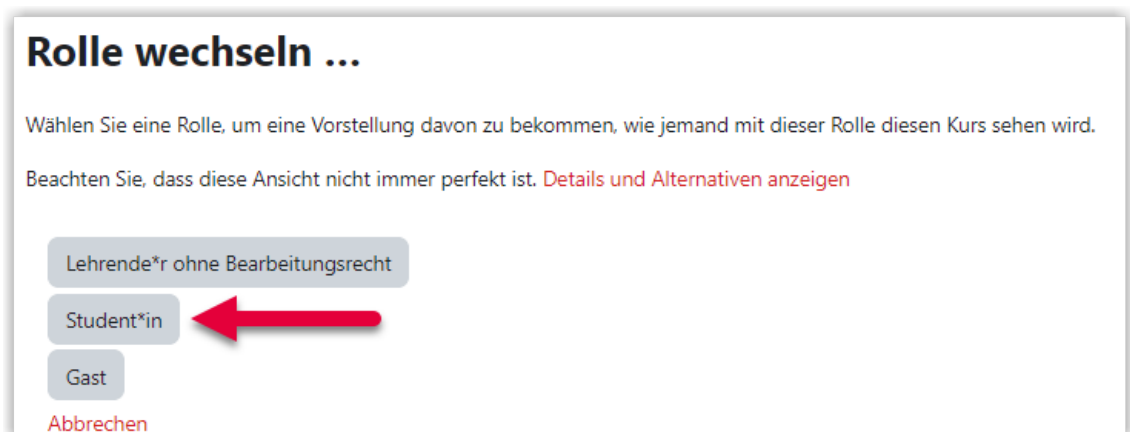 Rolle wechseln ...
Wählen Sie eine Rolle, um eine Vorstellung davon zu bekommen, wie jemand mit dieser Rolle diesen Kurs sehen wird.
Beachten Sie, dass diese Ansicht nicht immer perfekt ist. Details und Alternativen anzeigen
Lehrende*r ohne Bearbeitungsrecht
Student*in
Gast
Abbrechen